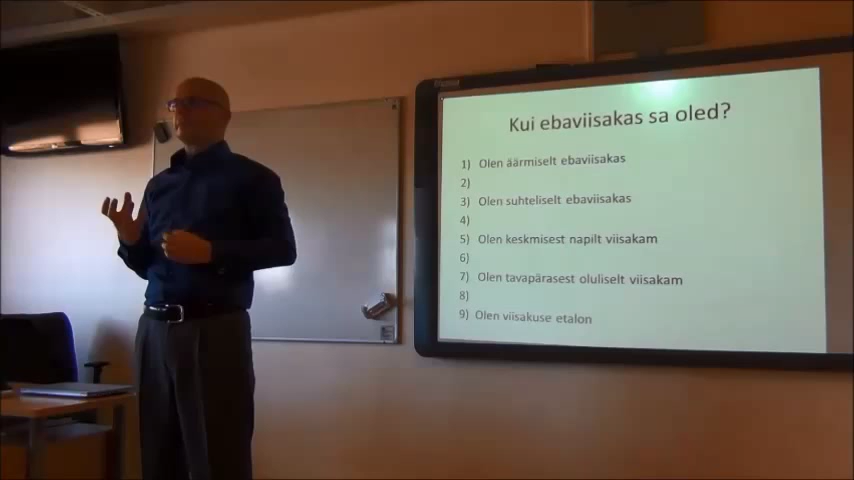 Kui ebaviisakas sa oled?
1) Olen äärmiselt ebaviisakas
2)
3) Olen suhteliselt ebaviisakas
4)
5) Olen keskmisest napilt viisakam
6)
7) Olen tavapärasest oluliselt viisakam
8)
9) Olen viisakuse etalon